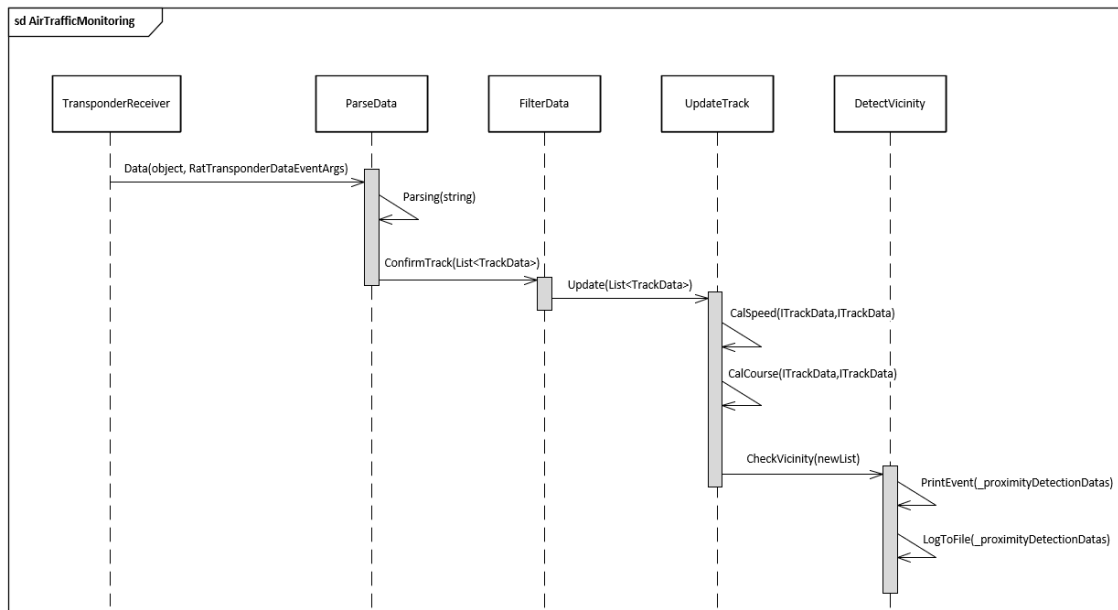 sd AirTrafficMonitoring
TransponderReceiver
ParseData
FilterData
UpdateTrack
DetectVicinity
Data(object, RatTransponderDataEventArgs)
Parsing(string)
ConfirmTrack(List<TrackData>)
Update(List<TrackData>)
CalSpeed(ITrackData,ITrackData)
CalCourse(ITrackData,ITrackData)
CheckVicinity(newList)
PrintEvent(_proximityDetectionDatas)
LogToFile(_proximityDetectionDatas)